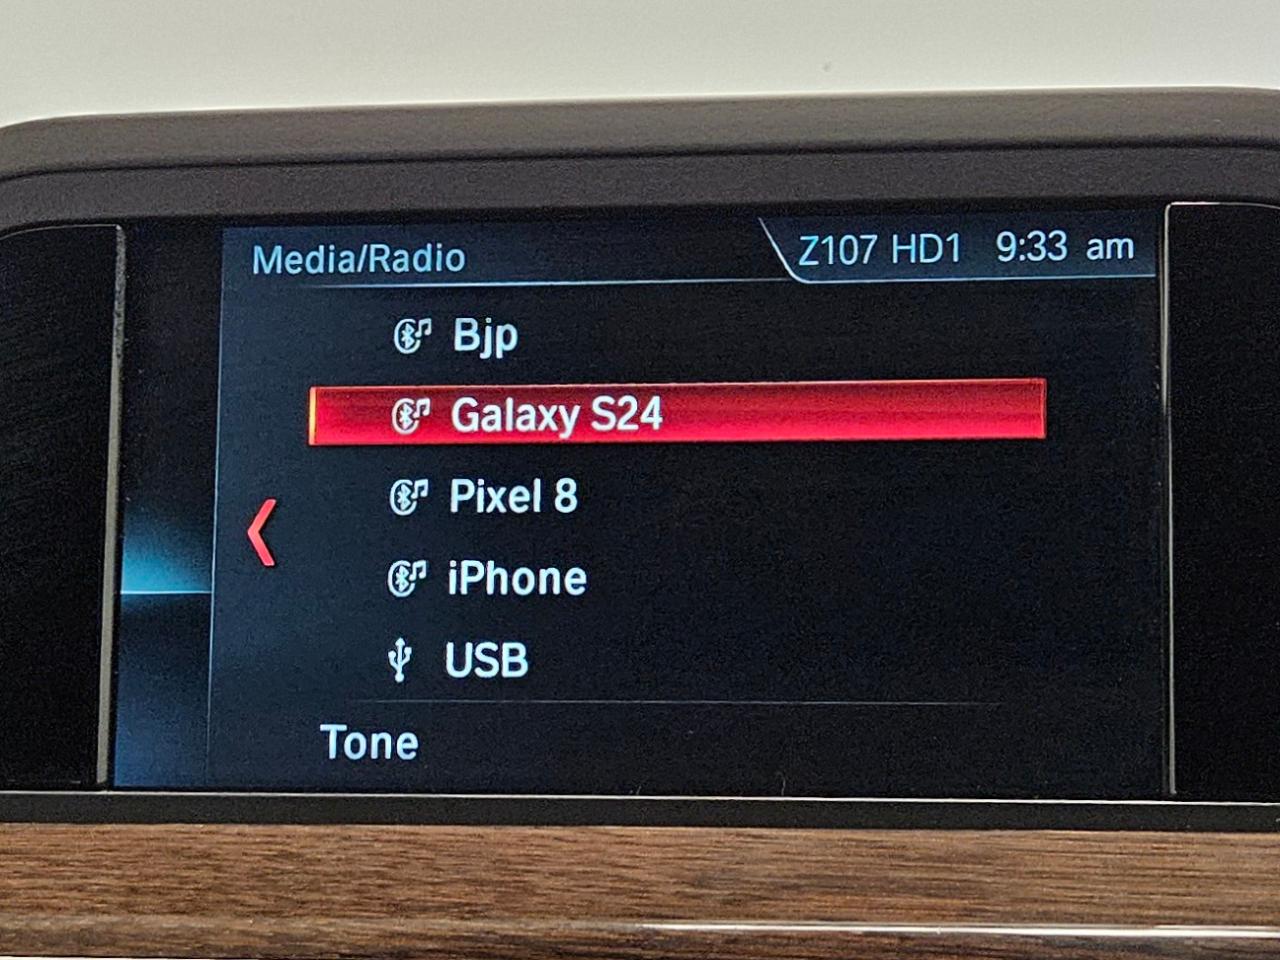 Media/Radio
Z107 HD1 9:33 am
Bjp
Galaxy S24
Pixel 8
iPhone
USB
Tone